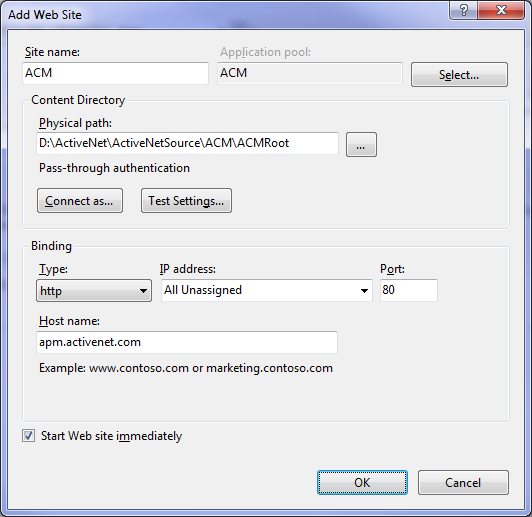 Add Web Site
?
Site name: Application pool:
ACM ACM Select...
Content Directory
Physical path:
D:\ActiveNet\ActiveNetSource\ACM\ACMRoot ...
Pass-through authentication
Connect as... Test Settings...
Binding
Type: IP address: Port:
http All Unassigned 80
Host name:
apm.activenet.com
Example: www.contoso.com or marketing.contoso.com
Start Web site immediately
OK Cancel